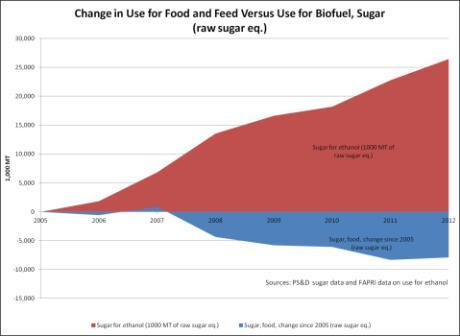 Change in Use for Food and Feed Versus Use for Biofuel, Sugar
(raw sugar eq.)
30,000
25,000
20,000
15,000
10,000
5,000
0
-5,000
-10,000
-15,000
1,000 MT
2005
2006
2007
2008
2009
2010
2011
2012
Sugar for ethanol (1000 MT of
raw sugar eq.)
Sugar, food, change since 2005
(raw sugar eq.)
Sources: PS&D sugar data and FAPRI data on use for ethanol
Sugar for ethanol (1000 MT of raw sugar eq.)
Sugar, food, change since 2005 (raw sugar eq.)